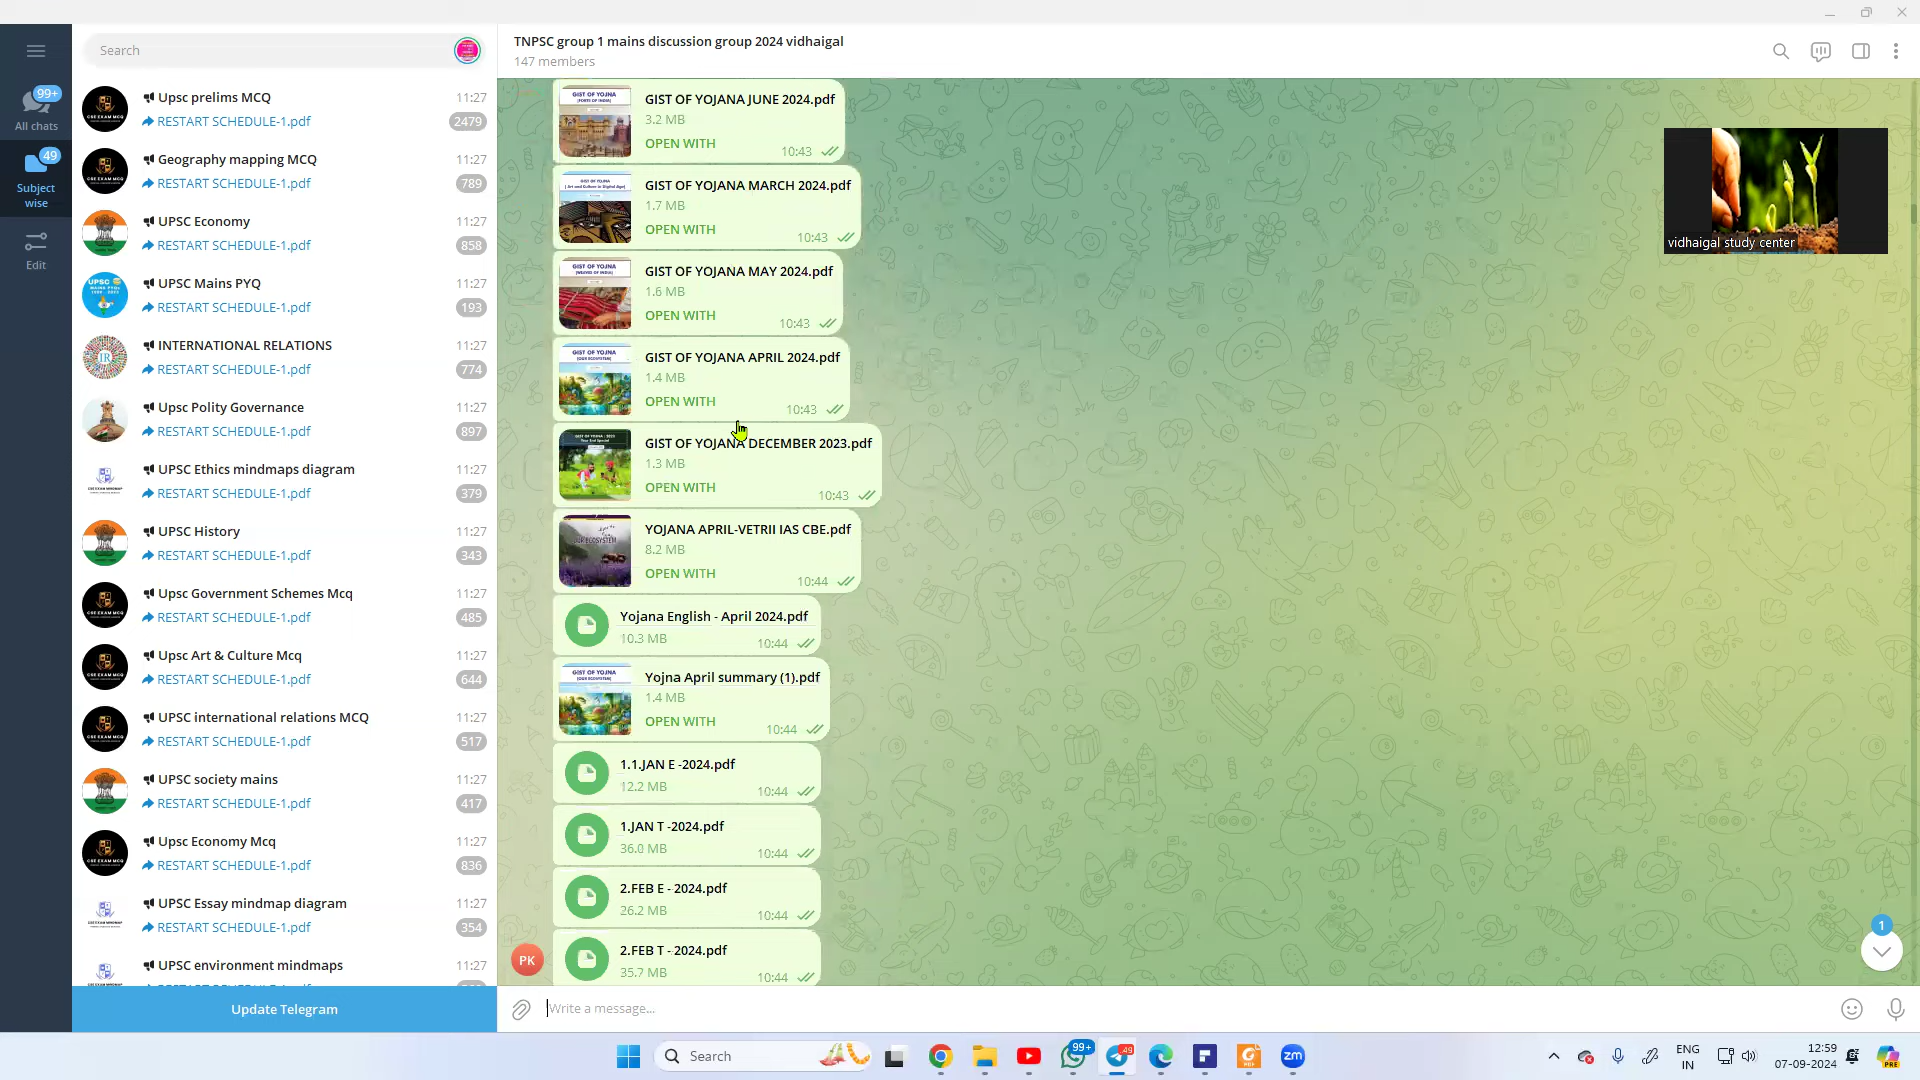 Search
TNPSC group 1 mains discussion group 2024 vidhaigal
147 members
99+
All chats
49
Subject
wise
Edit
Upsc prelims MCQ 11:27
RESTART SCHEDULE-1.pdf 2479
Geography mapping MCQ 11:27
RESTART SCHEDULE-1.pdf 789
UPSC Economy 11:27
RESTART SCHEDULE-1.pdf 858
UPSC Mains PYQ 11:27
RESTART SCHEDULE-1.pdf 193
INTERNATIONAL RELATIONS 11:27
RESTART SCHEDULE-1.pdf 774
Upsc Polity Governance 11:27
RESTART SCHEDULE-1.pdf 897
UPSC Ethics mindmaps diagram 11:27
RESTART SCHEDULE-1.pdf 379
UPSC History 11:27
RESTART SCHEDULE-1.pdf 343
Upsc Government Schemes Mcq 11:27
RESTART SCHEDULE-1.pdf 485
Upsc Art & Culture Mcq 11:27
RESTART SCHEDULE-1.pdf 644
UPSC international relations MCQ 11:27
RESTART SCHEDULE-1.pdf 517
UPSC society mains 11:27
RESTART SCHEDULE-1.pdf 417
Upsc Economy Mcq 11:27
RESTART SCHEDULE-1.pdf 836
UPSC Essay mindmap diagram 11:27
RESTART SCHEDULE-1.pdf 354
UPSC environment mindmaps 11:27
Update Telegram
GIST OF YOJANA JUNE 2024.pdf
3.2 MB
OPEN WITH
10:43
GIST OF YOJANA MARCH 2024.pdf
1.7 MB
OPEN WITH
10:43
GIST OF YOJANA MAY 2024.pdf
1.6 MB
OPEN WITH
10:43
GIST OF YOJANA APRIL 2024.pdf
1.4 MB
OPEN WITH
10:43
GIST OF YOJANA DECEMBER 2023.pdf
1.3 MB
OPEN WITH
10:43
YOJANA APRIL-VETRII IAS CBE.pdf
8.2 MB
OPEN WITH
10:44
Yojana English - April 2024.pdf
10.3 MB 10:44
Yojna April summary (1).pdf
1.4 MB
OPEN WITH
10:44
1.1.JAN E -2024.pdf
12.2 MB 10:44
1.JAN T -2024.pdf
36.0 MB 10:44
2.FEB E - 2024.pdf
26.2 MB 10:44
PK
2.FEB T - 2024.pdf
35.7 MB 10:44
vidhaigal study center
1
Write a message...
Search
99+
49
zm
ENG
IN
12:59
07-09-2024
PRE